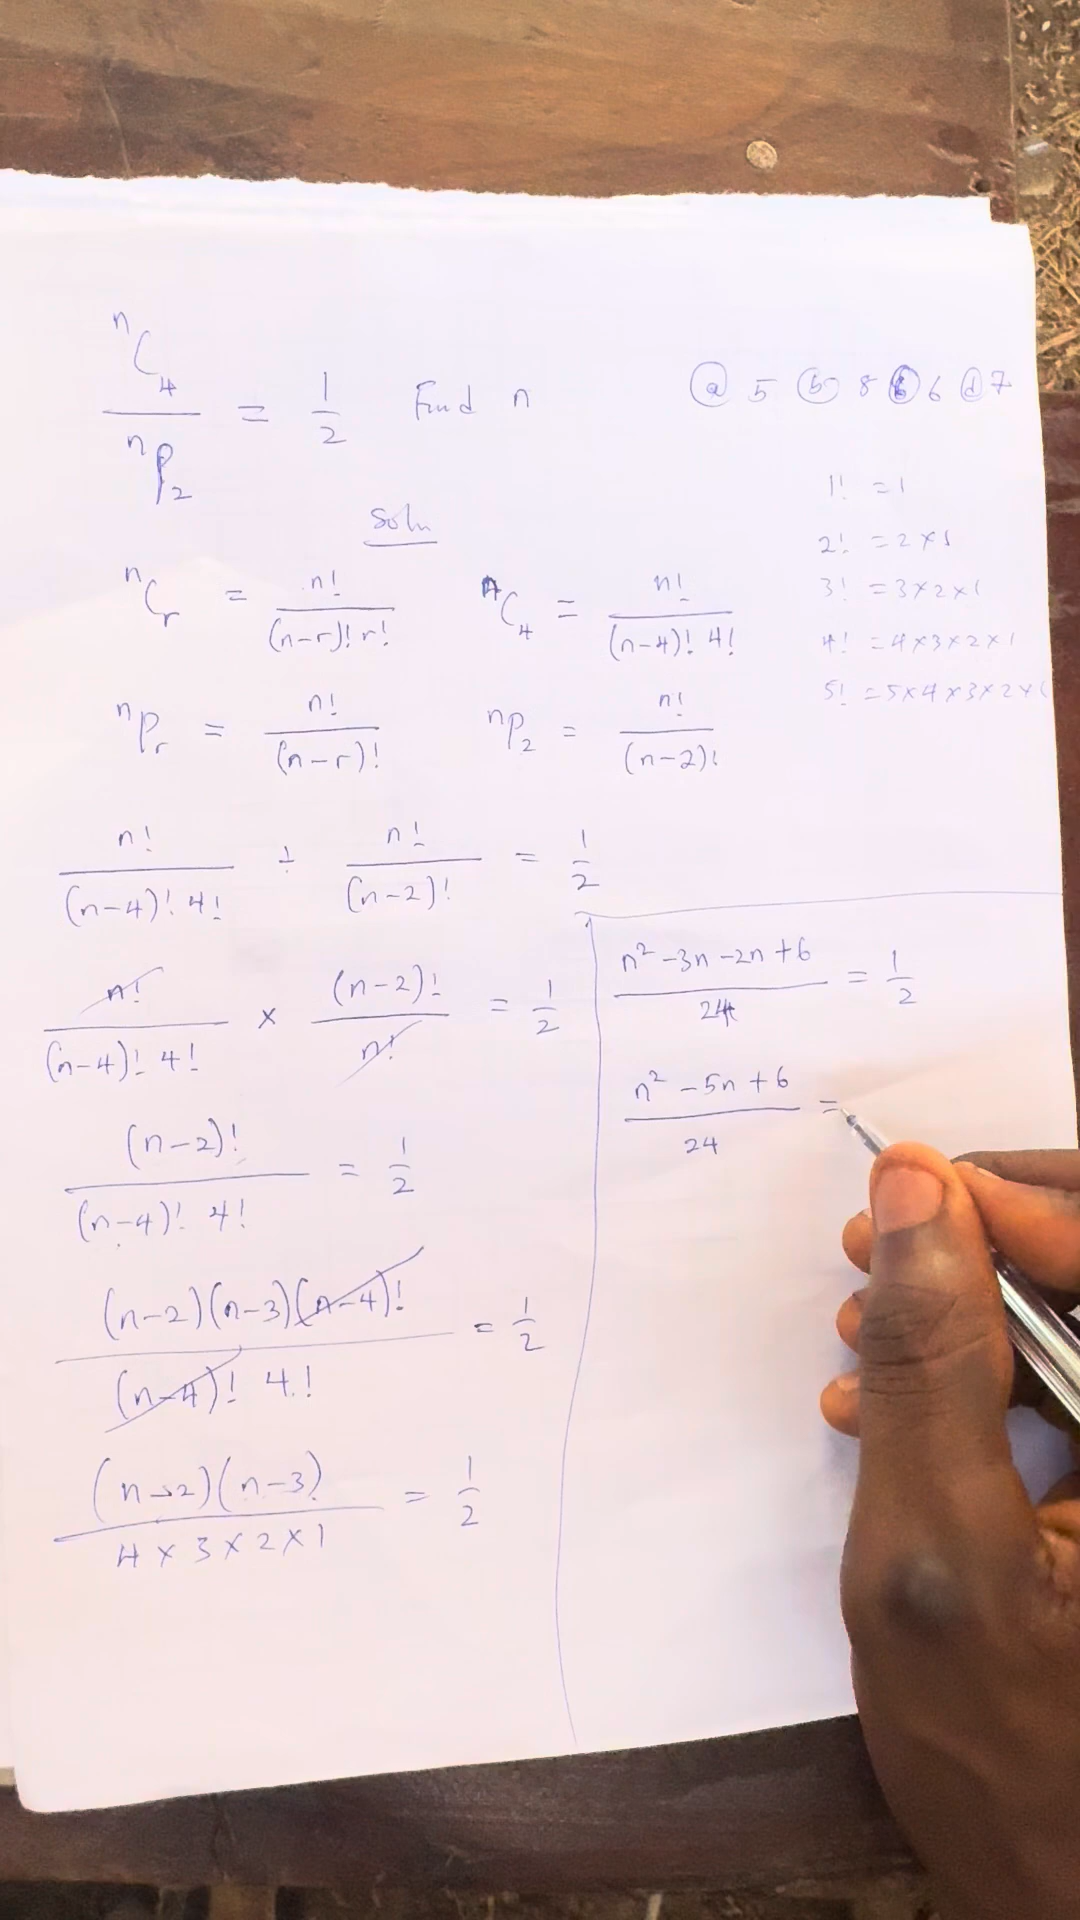 ⁿC₄ / ⁿP₂ = 1/2 Find n
ⓐ 5 ⓑ 8 ⓒ 6 ⓓ 7
Soln
1! = 1
2! = 2 × 1
3! = 3 × 2 × 1
4! = 4 × 3 × 2 × 1
5! = 5 × 4 × 3 × 2 × 1
ⁿCᵣ = n! / (n-r)! r! ⁿC₄ = n! / (n-4)! 4!
ⁿPᵣ = n! / (n-r)! ⁿP₂ = n! / (n-2)!
n! / (n-4)! 4! ÷ n! / (n-2)! = 1/2
n! / (n-4)! 4! × (n-2)! / n! = 1/2
(n-2)! / (n-4)! 4! = 1/2
(n-2)(n-3)(n-4)! / (n-4)! 4! = 1/2
(n-2)(n-3) / 4 × 3 × 2 × 1 = 1/2
n² - 3n - 2n + 6 / 24 = 1/2
n² - 5n + 6 / 24 =